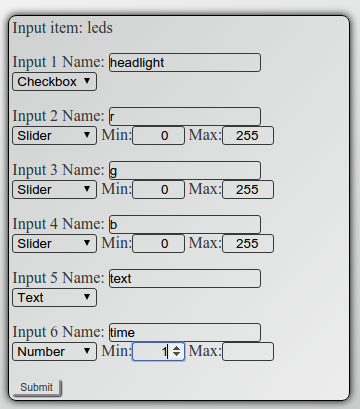 Input item: leds
Input 1 Name: headlight
Checkbox
Input 2 Name: r
Slider Min: 0 Max: 255
Input 3 Name: g
Slider Min: 0 Max: 255
Input 4 Name: b
Slider Min: 0 Max: 255
Input 5 Name: text
Text
Input 6 Name: time
Number Min: 1 Max:
Submit